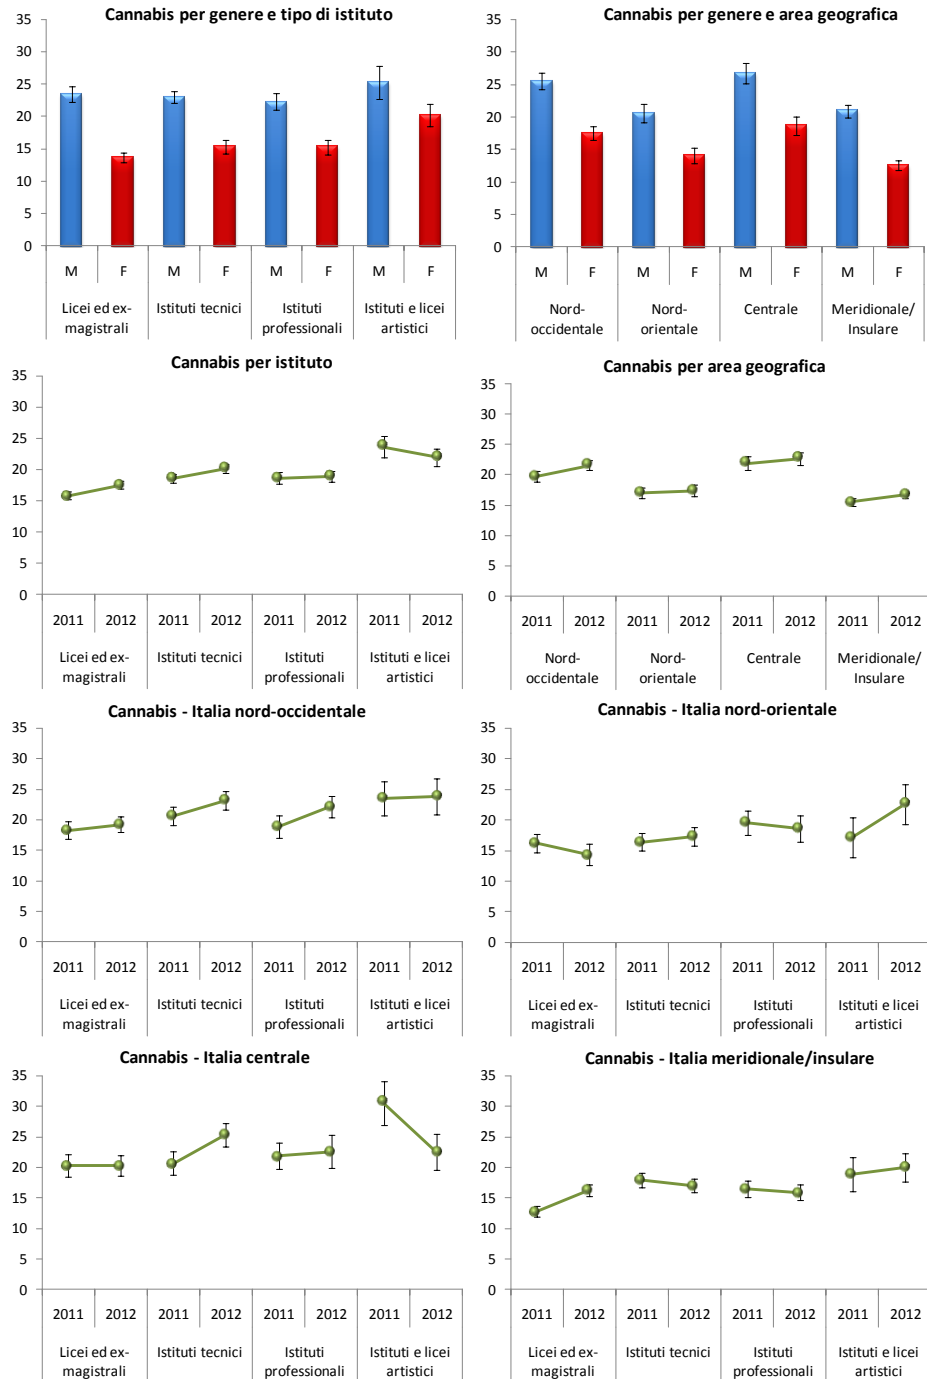 Cannabis per genere e tipo di istituto
35
30
25
20
15
10
5
0
M F M F M F M F
Licei ed ex-
magistrali
Istituti tecnici
Istituti
professionali
Istituti e licei
artistici
Cannabis per genere e area geografica
35
30
25
20
15
10
5
0
M F M F M F M F
Nord-
occidentale
Nord-
orientale
Centrale
Meridionale/
Insulare
Cannabis per istituto
35
30
25
20
15
10
5
0
2011 2012 2011 2012 2011 2012 2011 2012
Licei ed ex-
magistrali
Istituti tecnici
Istituti
professionali
Istituti e licei
artistici
Cannabis per area geografica
35
30
25
20
15
10
5
0
2011 2012 2011 2012 2011 2012 2011 2012
Nord-
occidentale
Nord-
orientale
Centrale
Meridionale/
Insulare
Cannabis - Italia nord-occidentale
35
30
25
20
15
10
5
0
2011 2012 2011 2012 2011 2012 2011 2012
Licei ed ex-
magistrali
Istituti tecnici
Istituti
professionali
Istituti e licei
artistici
Cannabis - Italia nord-orientale
35
30
25
20
15
10
5
0
2011 2012 2011 2012 2011 2012 2011 2012
Licei ed ex-
magistrali
Istituti tecnici
Istituti
professionali
Istituti e licei
artistici
Cannabis - Italia centrale
35
30
25
20
15
10
5
0
2011 2012 2011 2012 2011 2012 2011 2012
Licei ed ex-
magistrali
Istituti tecnici
Istituti
professionali
Istituti e licei
artistici
Cannabis - Italia meridionale/insulare
35
30
25
20
15
10
5
0
2011 2012 2011 2012 2011 2012 2011 2012
Licei ed ex-
magistrali
Istituti tecnici
Istituti
professionali
Istituti e licei
artistici